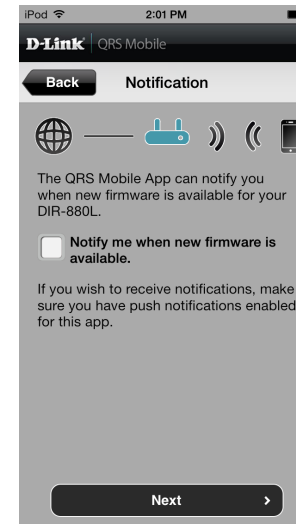 iPod 2:01 PM
D-Link QRS Mobile
Back Notification
The QRS Mobile App can notify you
when new firmware is available for your
DIR-880L.
Notify me when new firmware is
available.
If you wish to receive notifications, make
sure you have push notifications enabled
for this app.
Next